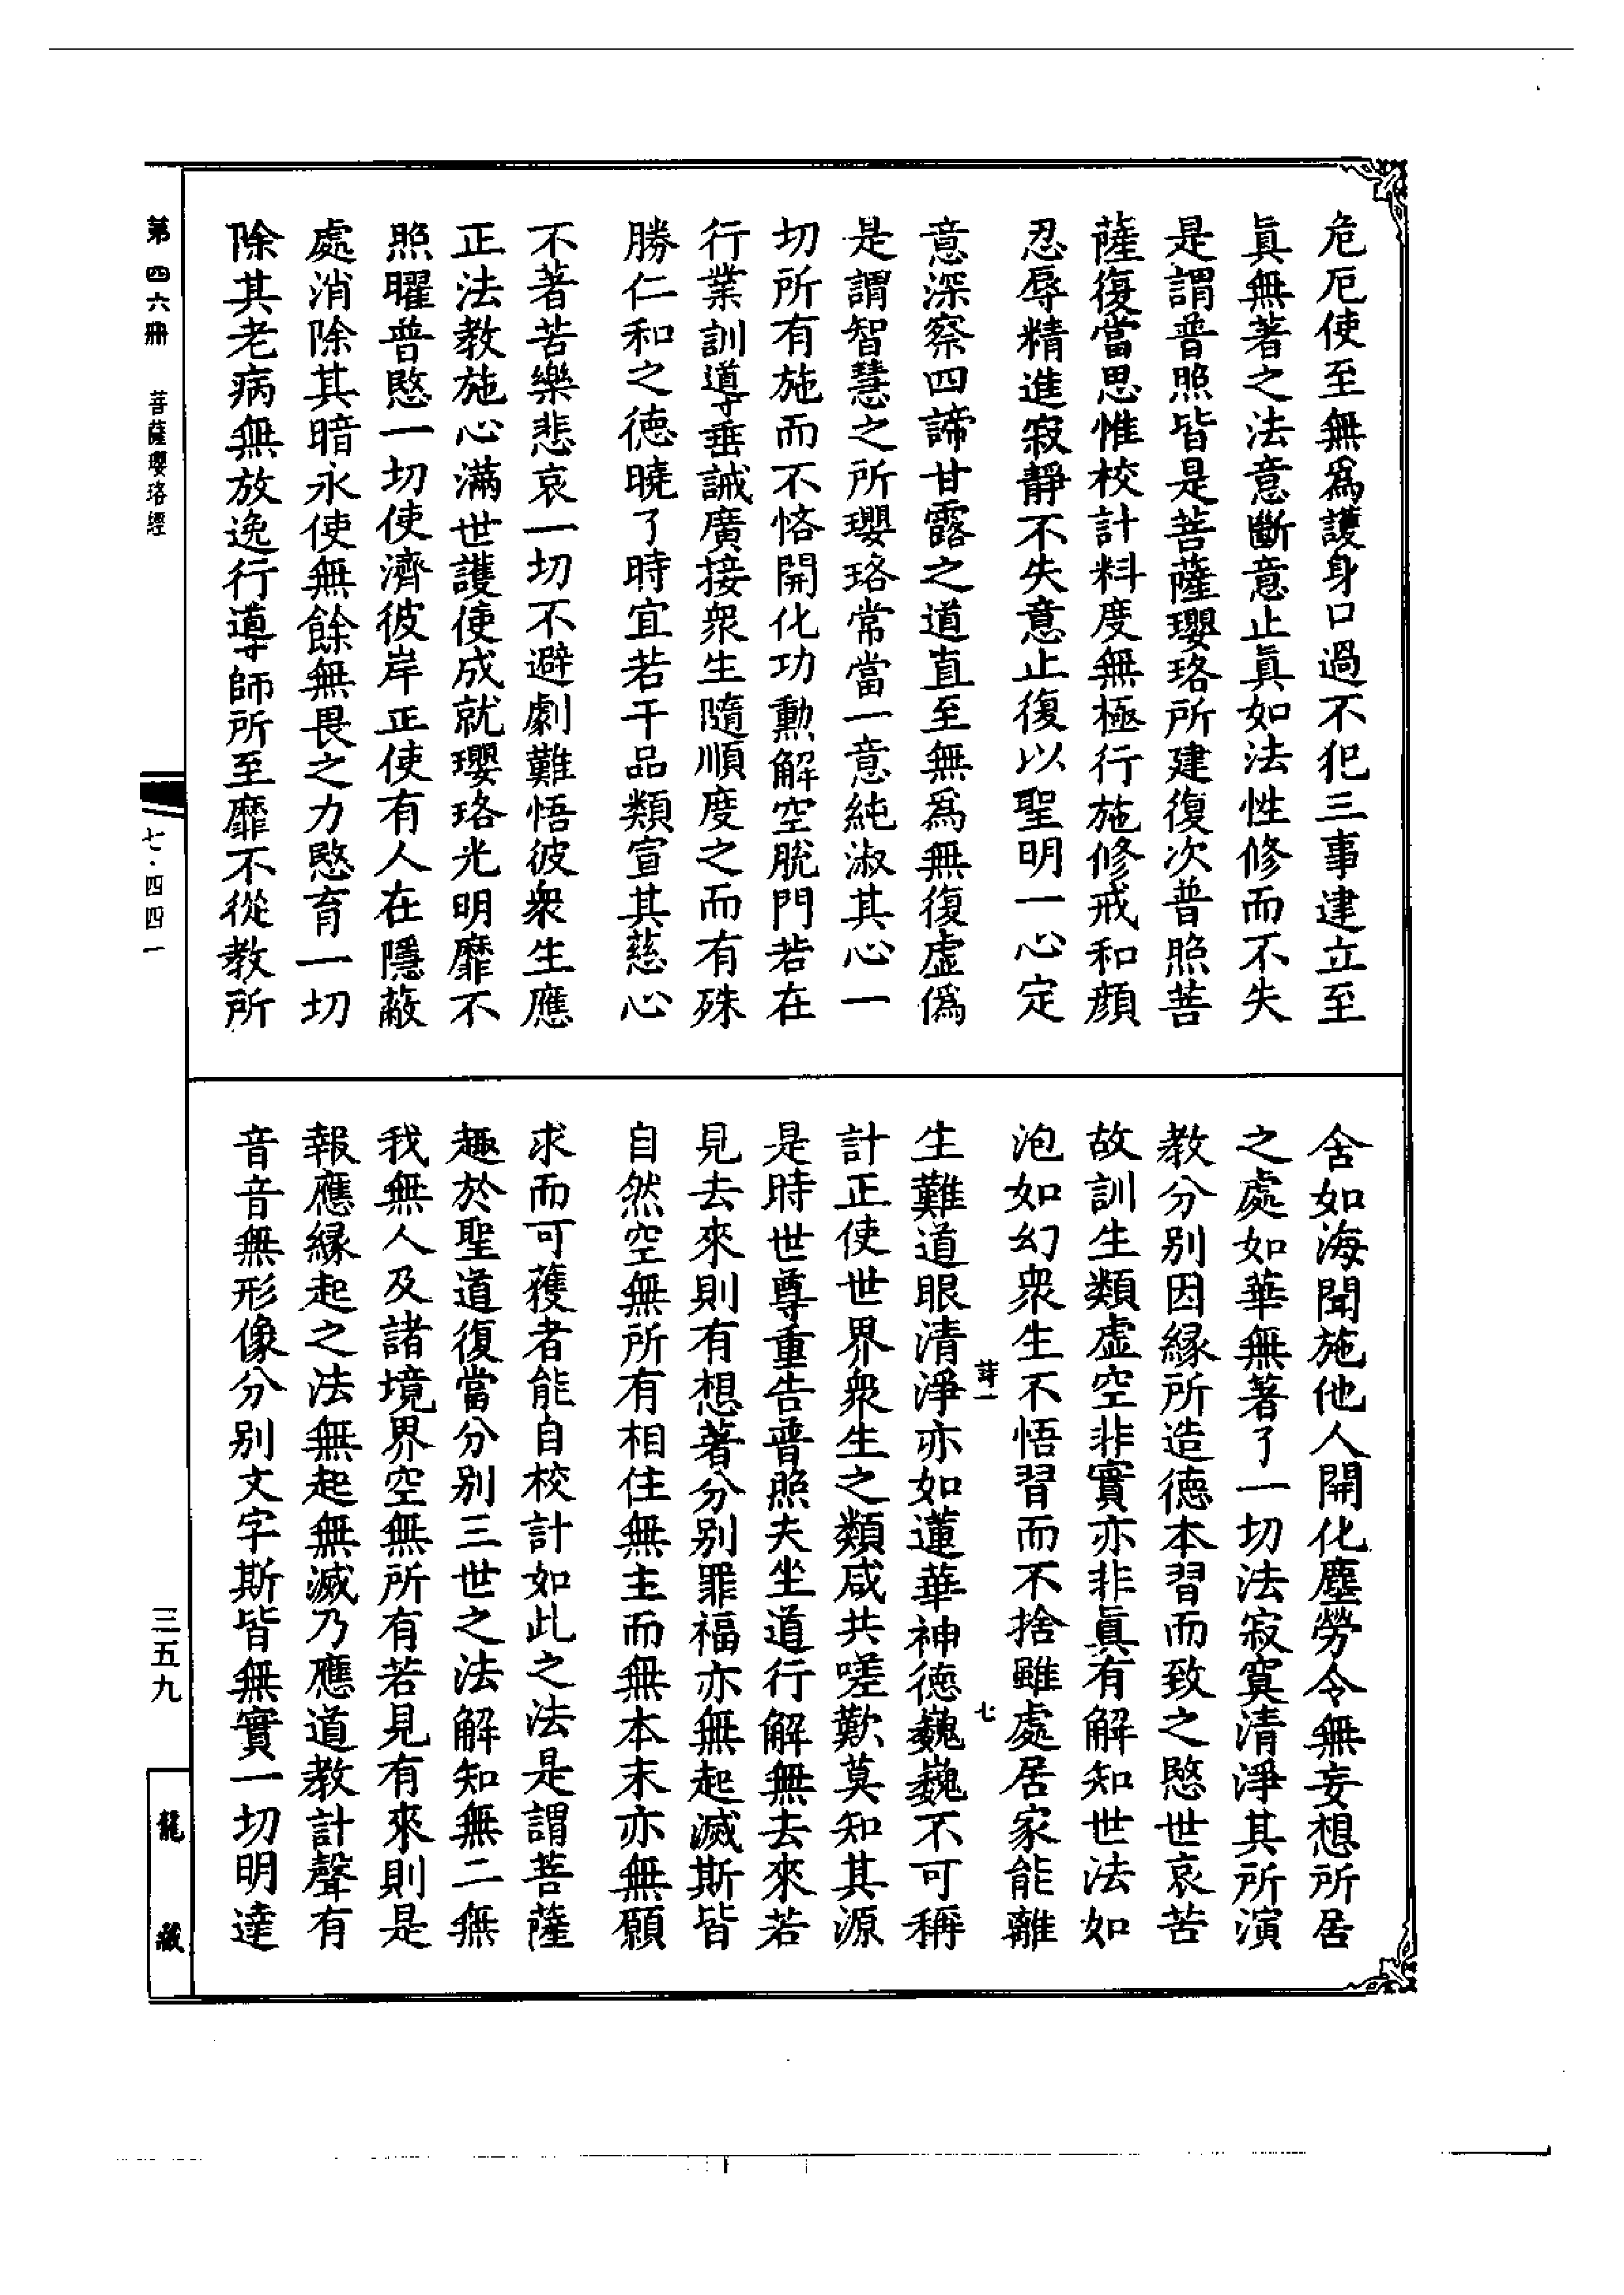 危厄使至無爲護身口過不犯三事建立至
眞無著之法意斷意止眞如法性修而不失
是謂普照皆是菩薩瓔珞所建復次普照菩
薩復當思惟校計料度無極行施修戒和顔
忍辱精進寂靜不失意止復以聖明一心定
意深察四諦甘露之道直至無爲無復虛僞
是謂智慧之所瓔珞常當一意純淑其心一
切所有施而不悋開化功勲解空脫門若在
行業訓導垂誡廣接衆生隨順度之而有殊
勝仁和之德曉了時宜若干品類宣其慈心
不著苦樂悲哀一切不避劇難悟彼衆生應
正法教施心滿世護使成就瓔珞光明靡不
照曜普愍一切使濟彼岸正使有人在隱蔽
處消除其暗永使無餘無畏之力愍育一切
除其老病無放逸行導師所至靡不從教所
舍如海聞施他人開化塵勞令無妄想所居
之處如華無著了一切法寂寞清淨其所演
教分別因緣所造德本習而致之愍世哀苦
故訓生類虛空非實亦非眞有解知世法如
泡如幻衆生不悟習而不捨雖處居家能離
芽一 七
生難道眼清淨亦如蓮華神德巍巍不可稱
計正使世界衆生之類咸共嗟歎莫知其源
是時世尊重告普照夫坐道行解無去來若
見去來則有想著分別罪福亦無起滅斯皆
自然空無所有相住無主而無本末亦無願
求而可獲者能自校計如此之法是謂菩薩
趣於聖道復當分別三世之法解知無二無
我無人及諸境界空無所有若見有來則是
報應緣起之法無起無滅乃應道教計聲有
音音無形像分別文字斯皆無實一切明達
第四六冊 菩薩瓔珞經
七·四四一
三五九
龍藏